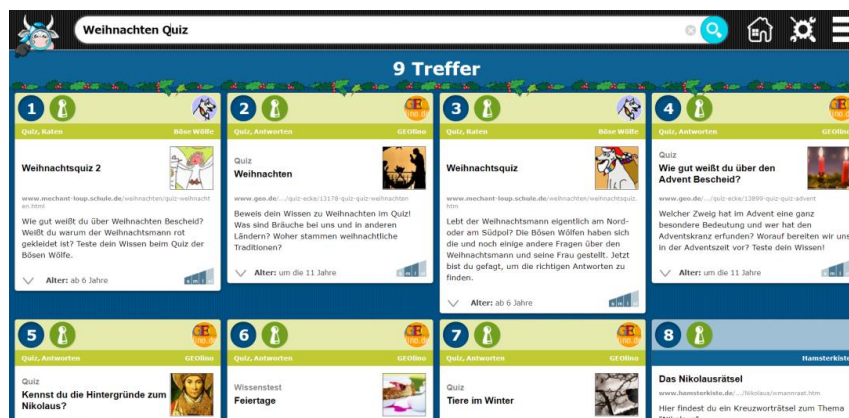 Weihnachten Quiz
9 Treffer
1
Quiz, Raten
Böse Wölfe
Weihnachtsquiz 2
www.mechant-loup.schule.de/weihnachten/quiz-weihnacht
en.html
Wie gut weißt du über Weihnachten Bescheid?
Weißt du warum der Weihnachtsmann rot
gekleidet ist? Teste dein Wissen beim Quiz der
Bösen Wölfe.
Alter: ab 6 Jahre
2
Quiz, Antworten
GEOlino
Quiz
Weihnachten
www.geo.de/.../quiz-ecke/13178-quiz-quiz-weihnachten
Beweis dein Wissen zu Weihnachten im Quiz!
Was sind Bräuche bei uns und in anderen
Ländern? Woher stammen weihnachtliche
Traditionen?
Alter: um die 11 Jahre
3
Quiz, Raten
Böse Wölfe
Weihnachtsquiz
www.mechant-loup.schule.de/weihnachten/weihnachtsquiz.
htm
Lebt der Weihnachtsmann eigentlich am Nord-
oder am Südpol? Die Bösen Wölfen haben sich
die und noch einige andere Fragen über den
Weihnachtsmann und seine Frau gestellt. Jetzt
bist du gefagt, um die richtigen Antworten zu
finden.
Alter: ab 6 Jahre
4
Quiz, Antworten
GEOlino
Quiz
Wie gut weißt du über den
Advent Bescheid?
www.geo.de/.../quiz-ecke/13899-quiz-quiz-advent
Welcher Zweig hat im Advent eine ganz
besondere Bedeutung und wer hat den
Adventskranz erfunden? Worauf bereiten wir uns
in der Adventszeit vor? Teste dein Wissen!
Alter: um die 11 Jahre
5
Quiz, Antworten
GEOlino
Quiz
Kennst du die Hintergründe zum
Nikolaus?
6
Quiz, Antworten
GEOlino
Wissenstest
Feiertage
7
Quiz, Antworten
GEOlino
Quiz
Tiere im Winter
8
Hamsterkiste
Das Nikolausrätsel
www.hamsterkiste.de/.../Nikolaus/wmannraet.htm
Hier findest du ein Kreuzworträtsel zum Thema